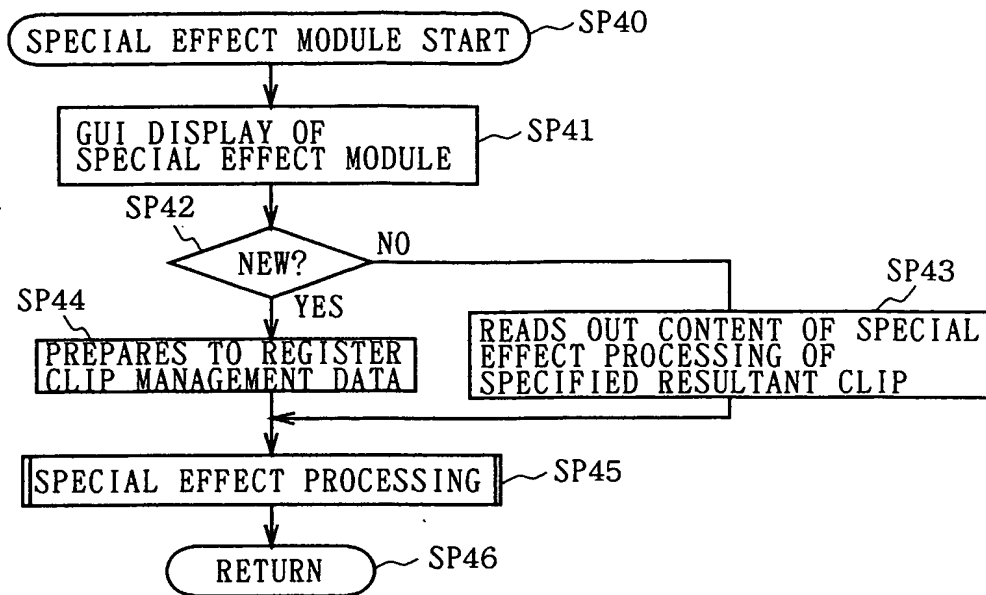 SPECIAL EFFECT MODULE START
SP40
GUI DISPLAY OF
SPECIAL EFFECT MODULE
SP41
SP42
NEW?
NO
YES
SP44
PREPARES TO REGISTER
CLIP MANAGEMENT DATA
SP43
READS OUT CONTENT OF SPECIAL
EFFECT PROCESSING OF
SPECIFIED RESULTANT CLIP
SPECIAL EFFECT PROCESSING
SP45
RETURN
SP46